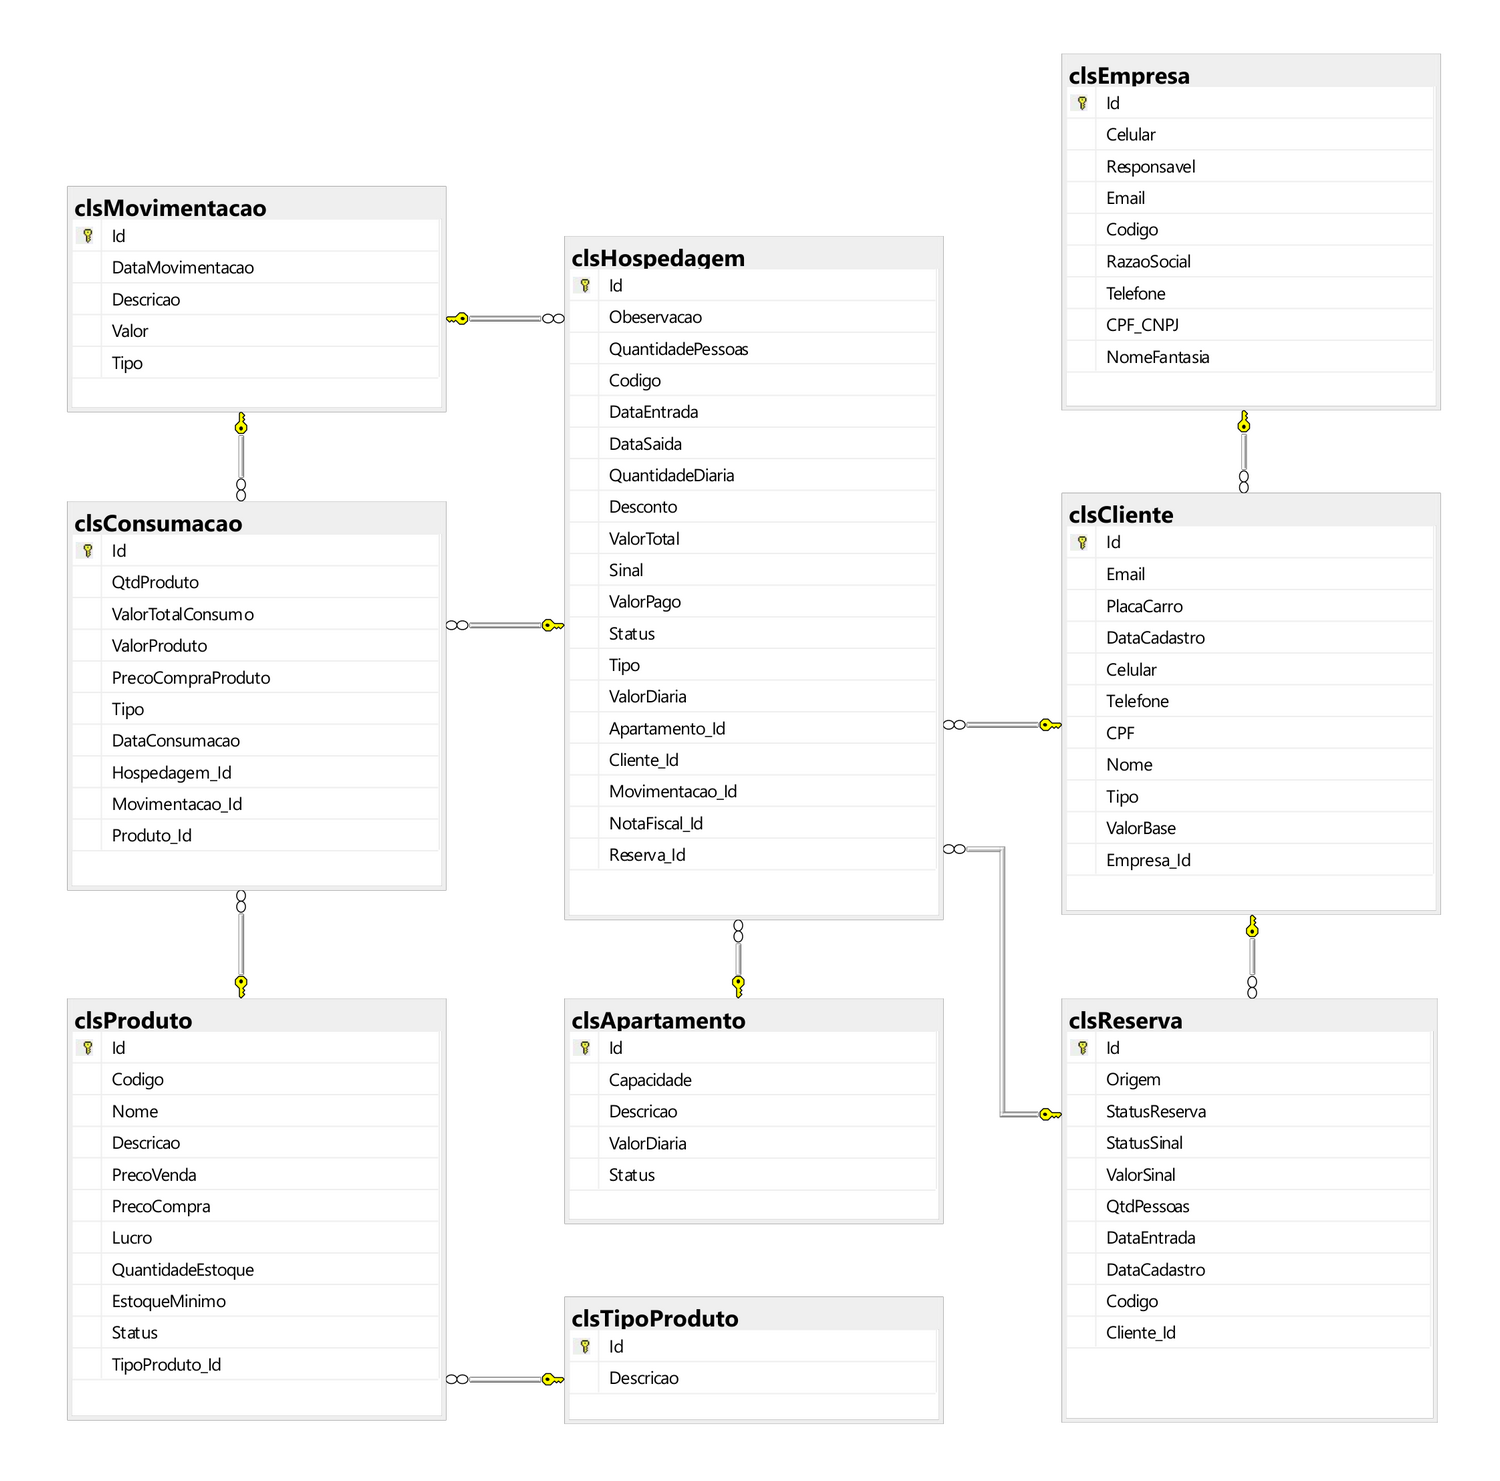 clsEmpresa
Id
Celular
Responsavel
Email
Codigo
RazaoSocial
Telefone
CPF_CNPJ
NomeFantasia
clsMovimentacao
Id
DataMovimentacao
Descricao
Valor
Tipo
clsHospedagem
Id
Obeservacao
QuantidadePessoas
Codigo
DataEntrada
DataSaida
QuantidadeDiaria
Desconto
ValorTotal
Sinal
ValorPago
Status
Tipo
ValorDiaria
Apartamento_Id
Cliente_Id
Movimentacao_Id
NotaFiscal_Id
Reserva_Id
clsConsumacao
Id
QtdProduto
ValorTotalConsumo
ValorProduto
PrecoCompraProduto
Tipo
DataConsumacao
Hospedagem_Id
Movimentacao_Id
Produto_Id
clsCliente
Id
Email
PlacaCarro
DataCadastro
Celular
Telefone
CPF
Nome
Tipo
ValorBase
Empresa_Id
clsProduto
Id
Codigo
Nome
Descricao
PrecoVenda
PrecoCompra
Lucro
QuantidadeEstoque
EstoqueMinimo
Status
TipoProduto_Id
clsApartamento
Id
Capacidade
Descricao
ValorDiaria
Status
clsReserva
Id
Origem
StatusReserva
StatusSinal
ValorSinal
QtdPessoas
DataEntrada
DataCadastro
Codigo
Cliente_Id
clsTipoProduto
Id
Descricao